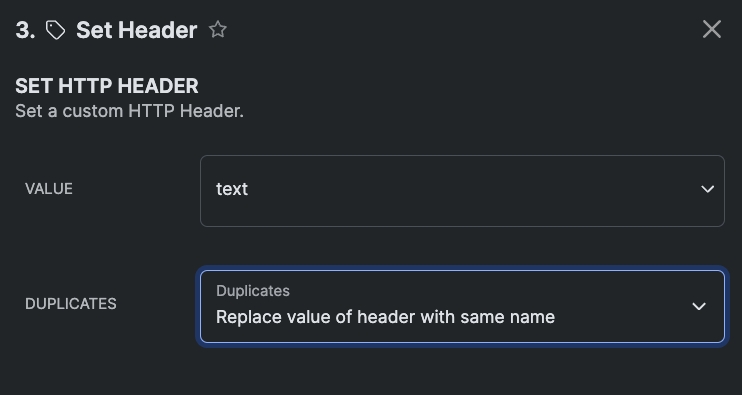 3. Set Header
SET HTTP HEADER
Set a custom HTTP Header.
VALUE
text
DUPLICATES
Duplicates
Replace value of header with same name